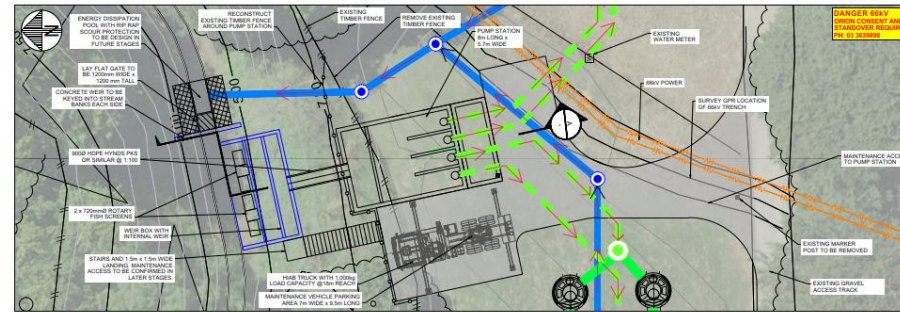 ENERGY DISSIPATION
POOL WITH RIP RAP
SCOUR PROTECTION
TO BE DESIGN IN
FUTURE STAGES
LAY FLAT GATE TO
BE 1200mm WIDE x
1200 mm TALL
CONCRETE WEIR TO BE
KEYED INTO STREAM
BANKS EACH SIDE
900Ø HDPE HYNDS PKS
OR SIMILAR @ 1:100
2 x 720mmØ ROTARY
FISH SCREENS
WEIR BOX WITH
INTERNAL WEIR
STAIRS AND 1.5m x 1.5m WIDE
LANDING, MAINTENANCE
ACCESS TO BE CONFIRMED IN
LATER STAGES.
RECONSTRUCT
EXISTING TIMBER FENCE
AROUND PUMP STATION
EXISTING
TIMBER FENCE
REMOVE EXISTING
TIMBER FENCE
PUMP STATION
8m LONG x
5.7m WIDE
HIAB TRUCK WITH 1,000kg
LOAD CAPACITY @18m REACH
MAINTENANCE VEHICLE PARKING
AREA 7m WIDE x 9.5m LONG
EXISTING
WATER METER
66kV POWER
SURVEY GPR LOCATION
OF 66kV TRENCH
MAINTENANCE ACCE
TO PUMP STATION
EXISTING MARKER
POST TO BE REMOVED
EXISTING GRAVEL
ACCESS TRACK
DANGER 66kV
ORION CONSENT AND
STANDOVER REQUIR
PH: 03 3639898